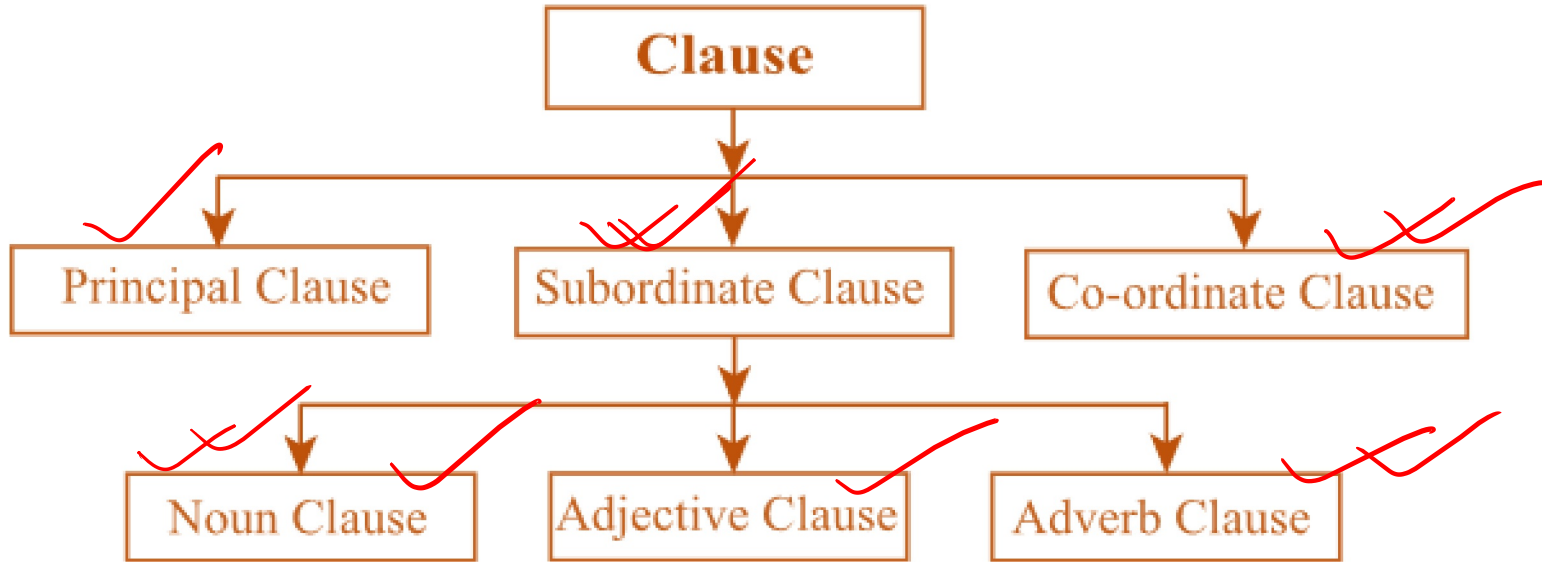 Clause
Principal Clause
Subordinate Clause
Co-ordinate Clause
Noun Clause
Adjective Clause
Adverb Clause